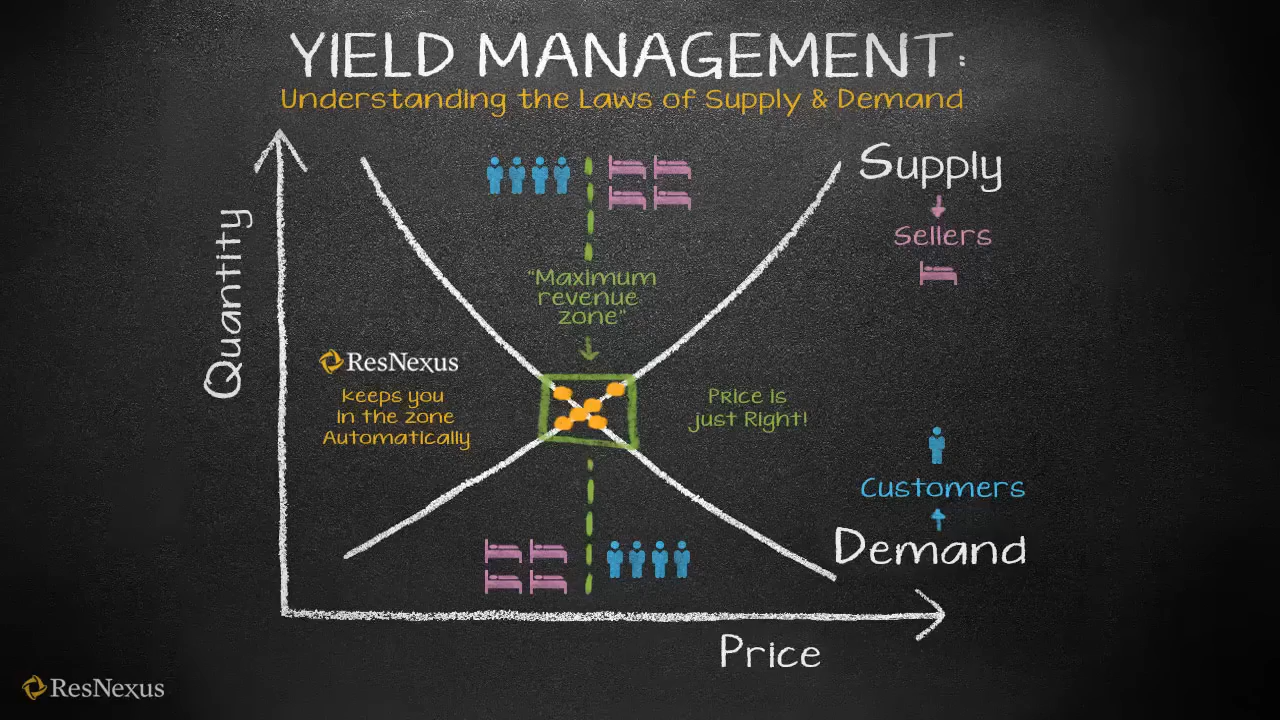 YIELD MANAGEMENT:
Understanding the Laws of Supply & Demand
Supply
Sellers
Quantity
"Maximum
revenue
zone"
ResNexus
keeps you
in the zone
Automatically
Price is
just Right!
Customers
Demand
Price
ResNexus